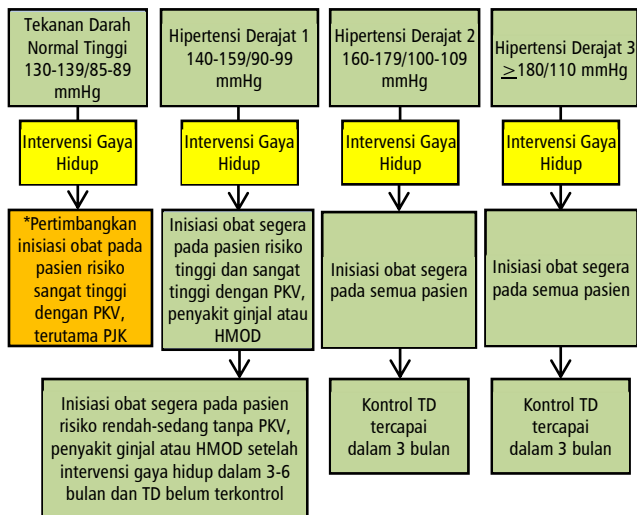 Tekanan Darah
Normal Tinggi
130-139/85-89
mmHg
Hipertensi Derajat 1
140-159/90-99
mmHg
Hipertensi Derajat 2
160-179/100-109
mmHg
Hipertensi Derajat 3
≥180/110 mmHg
Intervensi Gaya
Hidup
Intervensi Gaya
Hidup
Intervensi Gaya
Hidup
Intervensi Gaya
Hidup
*Pertimbangkan
inisiasi obat pada
pasien risiko
sangat tinggi
dengan PKV,
terutama PJK
Inisiasi obat segera
pada pasien risiko
tinggi dan sangat
tinggi dengan PKV,
penyakit ginjal atau
HMOD
Inisiasi obat segera
pada semua pasien
Inisiasi obat segera
pada semua pasien
Inisiasi obat segera pada pasien
risiko rendah-sedang tanpa PKV,
penyakit ginjal atau HMOD setelah
intervensi gaya hidup dalam 3-6
bulan dan TD belum terkontrol
Kontrol TD
tercapai
dalam 3 bulan
Kontrol TD
tercapai
dalam 3 bulan